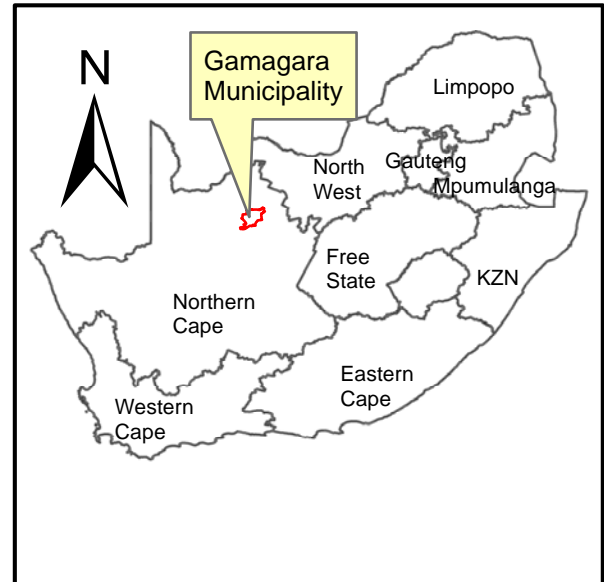 N
Gamagara
Municipality
Limpopo
North
West
Gauteng
Mpumulanga
Free
State
KZN
Northern
Cape
Eastern
Cape
Western
Cape